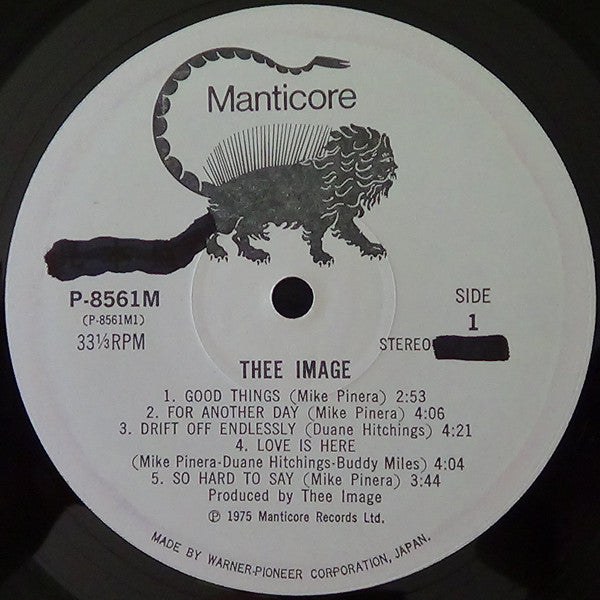 Manticore
P-8561M
(P-8561M1)
33⅓RPM
SIDE
1
STEREO
THEE IMAGE
1. GOOD THINGS (Mike Pinera) 2:53
2. FOR ANOTHER DAY (Mike Pinera) 4:06
3. DRIFT OFF ENDLESSLY (Duane Hitchings) 4:21
4. LOVE IS HERE
(Mike Pinera-Duane Hitchings-Buddy Miles) 4:04
5. SO HARD TO SAY (Mike Pinera) 3:44
Produced by Thee Image
℗ 1975 Manticore Records Ltd.
MADE BY WARNER-PIONEER CORPORATION, JAPAN.